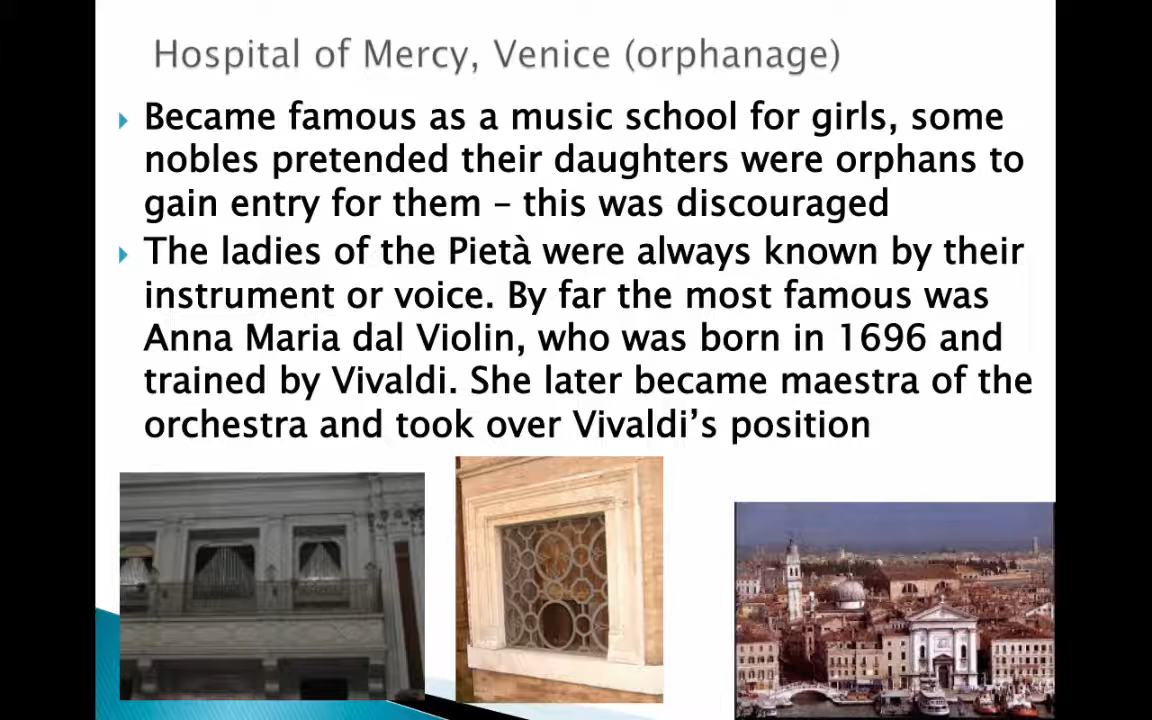 Hospital of Mercy, Venice (orphanage)
Became famous as a music school for girls, some
nobles pretended their daughters were orphans to
gain entry for them – this was discouraged
The ladies of the Pietà were always known by their
instrument or voice. By far the most famous was
Anna Maria dal Violin, who was born in 1696 and
trained by Vivaldi. She later became maestra of the
orchestra and took over Vivaldi’s position